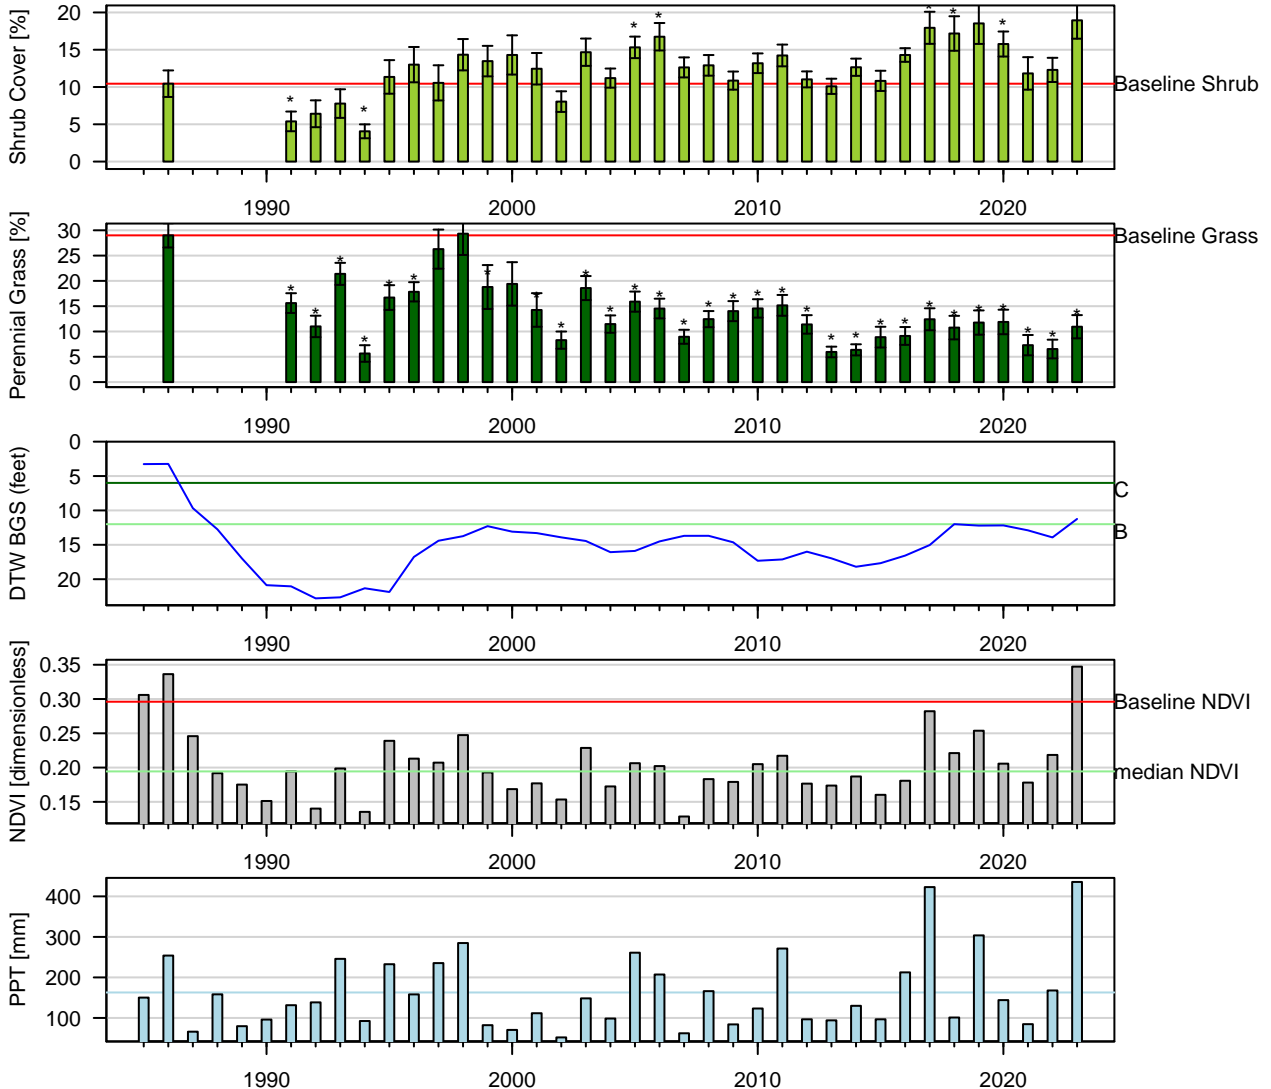 Shrub Cover [%]
20
15
10
5
0
* * * * * * *
Baseline Shrub
1990 2000 2010 2020
Perennial Grass [%]
30
25
20
15
10
5
0
* * * * * * * * * * * * * * * * * * * * * * * * * * * * *
Baseline Grass
1990 2000 2010 2020
DTW BGS (feet)
0
5
10
15
20
C
B
1990 2000 2010 2020
NDVI [dimensionless]
0.35
0.30
0.25
0.20
0.15
Baseline NDVI
median NDVI
1990 2000 2010 2020
PPT [mm]
400
300
200
100
1990 2000 2010 2020